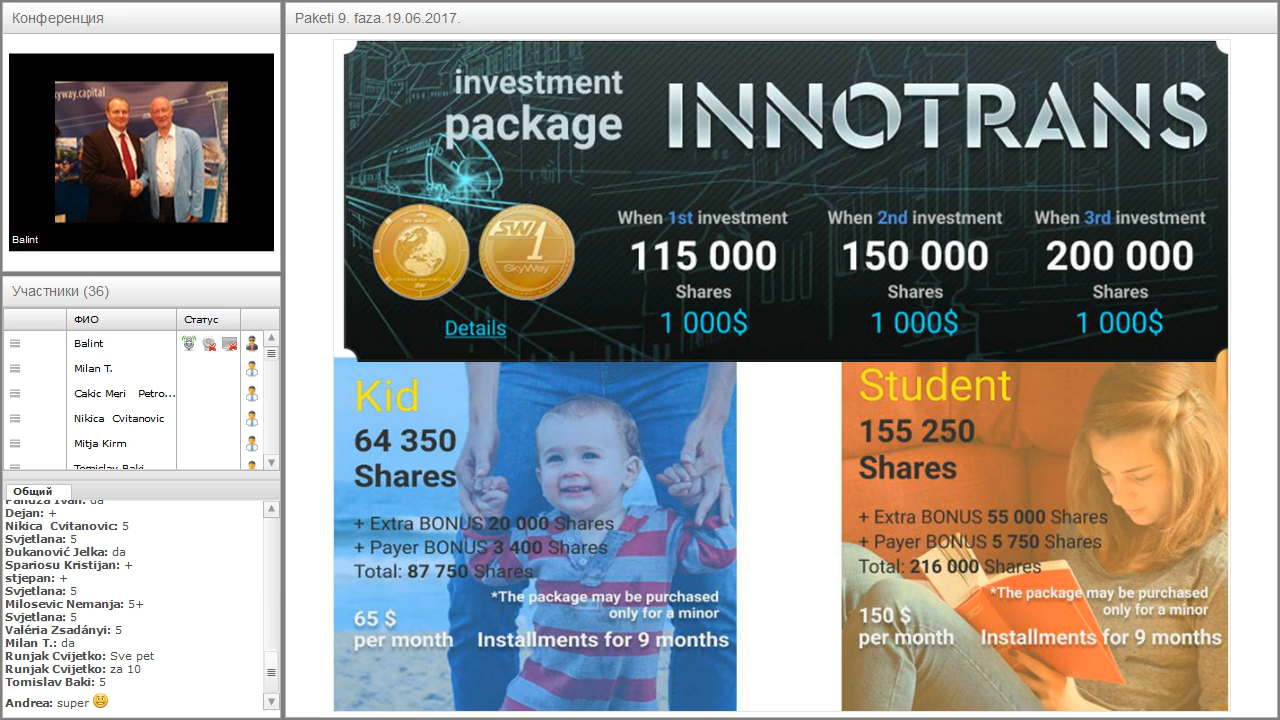 Конференция
kyway.capital
Balint
Участники (36)
ФИО
Статус
Balint
Milan T.
Cakic Meri Petro...
Nikica Cvitanovic
Mitja Kirm
Tomislav Baki
Общий
Panduza Ivan: da
Dejan: +
Nikica Cvitanovic: 5
Svjetlana: 5
Đukanović Jelka: da
Spariosu Kristijan: +
stjepan: +
Svjetlana: 5
Milosevic Nemanja: 5+
Svjetlana: 5
Valéria Zsadányi: 5
Milan T.: da
Runjak Cvijetko: Sve pet
Runjak Cvijetko: za 10
Tomislav Baki: 5
Andrea: super
Paketi 9. faza.19.06.2017.
investment
package
INNOTRANS
SW
SW 1
SkyWay
Details
When 1st investment
115 000
Shares
1 000$
When 2nd investment
150 000
Shares
1 000$
When 3rd investment
200 000
Shares
1 000$
Kid
64 350
Shares
+ Extra BONUS 20 000 Shares
+ Payer BONUS 3 400 Shares
Total: 87 750 Shares
*The package may be purchased
only for a minor
65 $
per month
Installments for 9 months
Student
155 250
Shares
+ Extra BONUS 55 000 Shares
+ Payer BONUS 5 750 Shares
Total: 216 000 Shares
*The package may be purchased
only for a minor
150 $
per month
Installments for 9 months